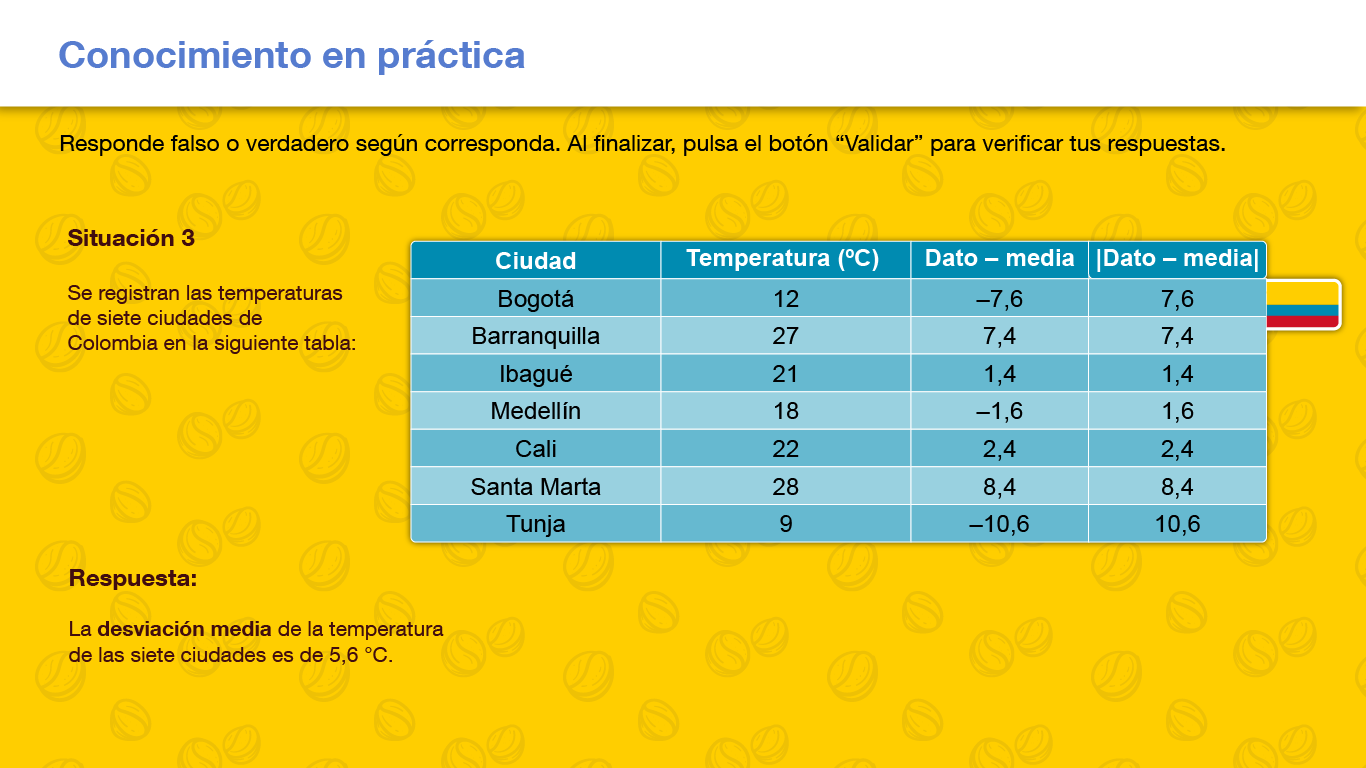 Conocimiento en práctica
Responde falso o verdadero según corresponda. Al finalizar, pulsa el botón “Validar” para verificar tus respuestas.
Situación 3
Se registran las temperaturas
de siete ciudades de
Colombia en la siguiente tabla:
Ciudad Temperatura (ºC) Dato – media |Dato – media|
Bogotá 12 –7,6 7,6
Barranquilla 27 7,4 7,4
Ibagué 21 1,4 1,4
Medellín 18 –1,6 1,6
Cali 22 2,4 2,4
Santa Marta 28 8,4 8,4
Tunja 9 –10,6 10,6
Respuesta:
La desviación media de la temperatura
de las siete ciudades es de 5,6 °C.